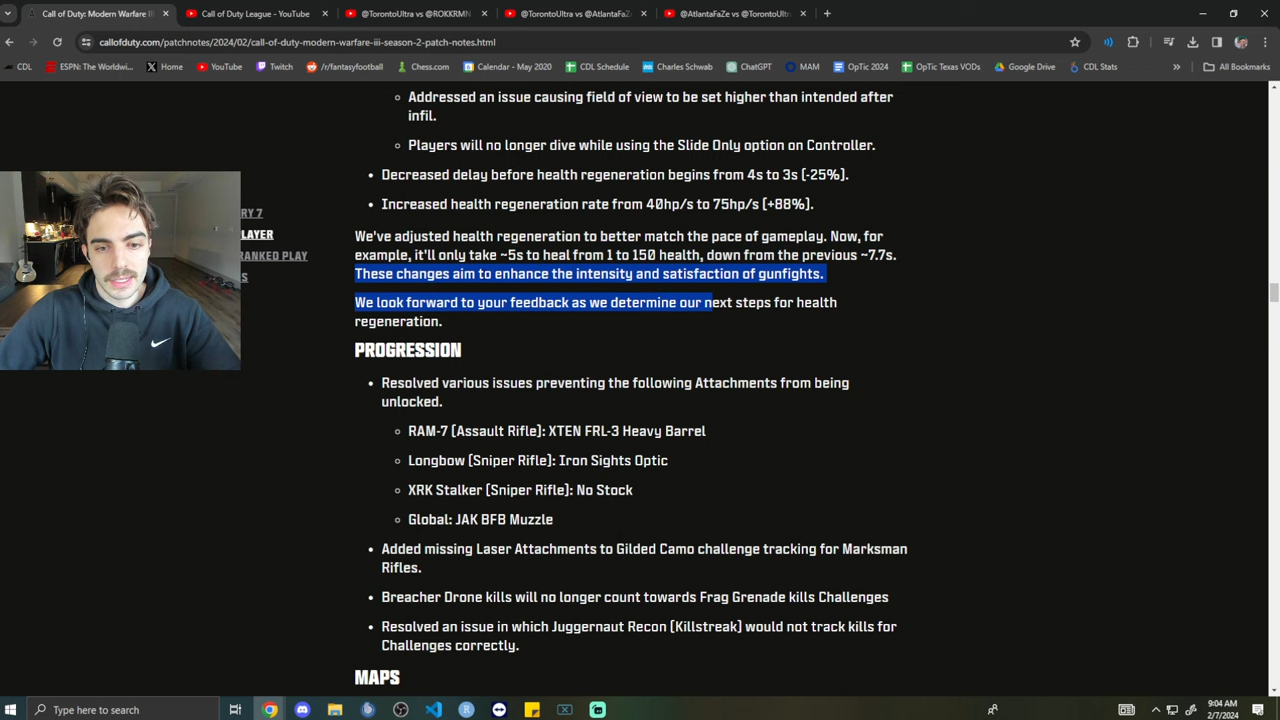 Call of Duty: Modern Warfare II
Call of Duty League - YouTube
@TorontoUltra vs @ROKKRMN
@TorontoUltra vs @AtlantaFaZe
@AtlantaFaZe vs @TorontoUltra
callofduty.com/patchnotes/2024/02/call-of-duty-modern-warfare-iii-season-2-patch-notes.html
CDL
ESPN: The Worldwi...
Home
YouTube
Twitch
/r/fantasyfootball
Chess.com
Calendar - May 2020
CDL Schedule
Charles Schwab
ChatGPT
MAM
OpTic 2024
OpTic Texas VODs
Google Drive
CDL Stats
All Bookmarks
◦ Addressed an issue causing field of view to be set higher than intended after
infil.
◦ Players will no longer dive while using the Slide Only option on Controller.
• Decreased delay before health regeneration begins from 4s to 3s (-25%).
• Increased health regeneration rate from 40hp/s to 75hp/s (+88%).
RY 7
LAYER
RANKED PLAY
S
We've adjusted health regeneration to better match the pace of gameplay. Now, for
example, it'll only take ~5s to heal from 1 to 150 health, down from the previous ~7.7s.
These changes aim to enhance the intensity and satisfaction of gunfights.
We look forward to your feedback as we determine our next steps for health
regeneration.
PROGRESSION
• Resolved various issues preventing the following Attachments from being
unlocked.
◦ RAM-7 (Assault Rifle): XTEN FRL-3 Heavy Barrel
◦ Longbow (Sniper Rifle): Iron Sights Optic
◦ XRK Stalker (Sniper Rifle): No Stock
◦ Global: JAK BFB Muzzle
• Added missing Laser Attachments to Gilded Camo challenge tracking for Marksman
Rifles.
• Breacher Drone kills will no longer count towards Frag Grenade kills Challenges
• Resolved an issue in which Juggernaut Recon (Killstreak) would not track kills for
Challenges correctly.
MAPS
Type here to search
9:04 AM
2/7/2024